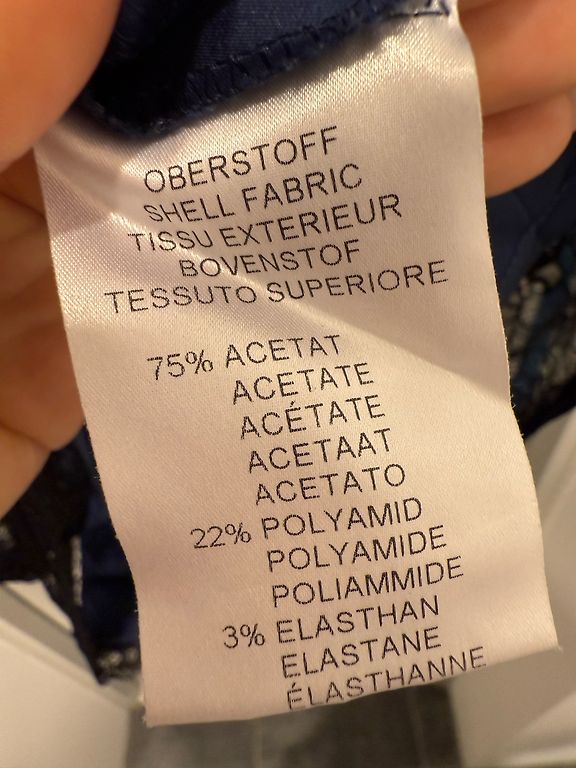 OBERSTOFF
SHELL FABRIC
TISSU EXTERIEUR
BOVENSTOF
TESSUTO SUPERIORE
75% ACETAT
ACETATE
ACÉTATE
ACETAAT
ACETATO
22% POLYAMID
POLYAMIDE
POLIAMMIDE
3% ELASTHAN
ELASTANE
ÉLASTHANNE